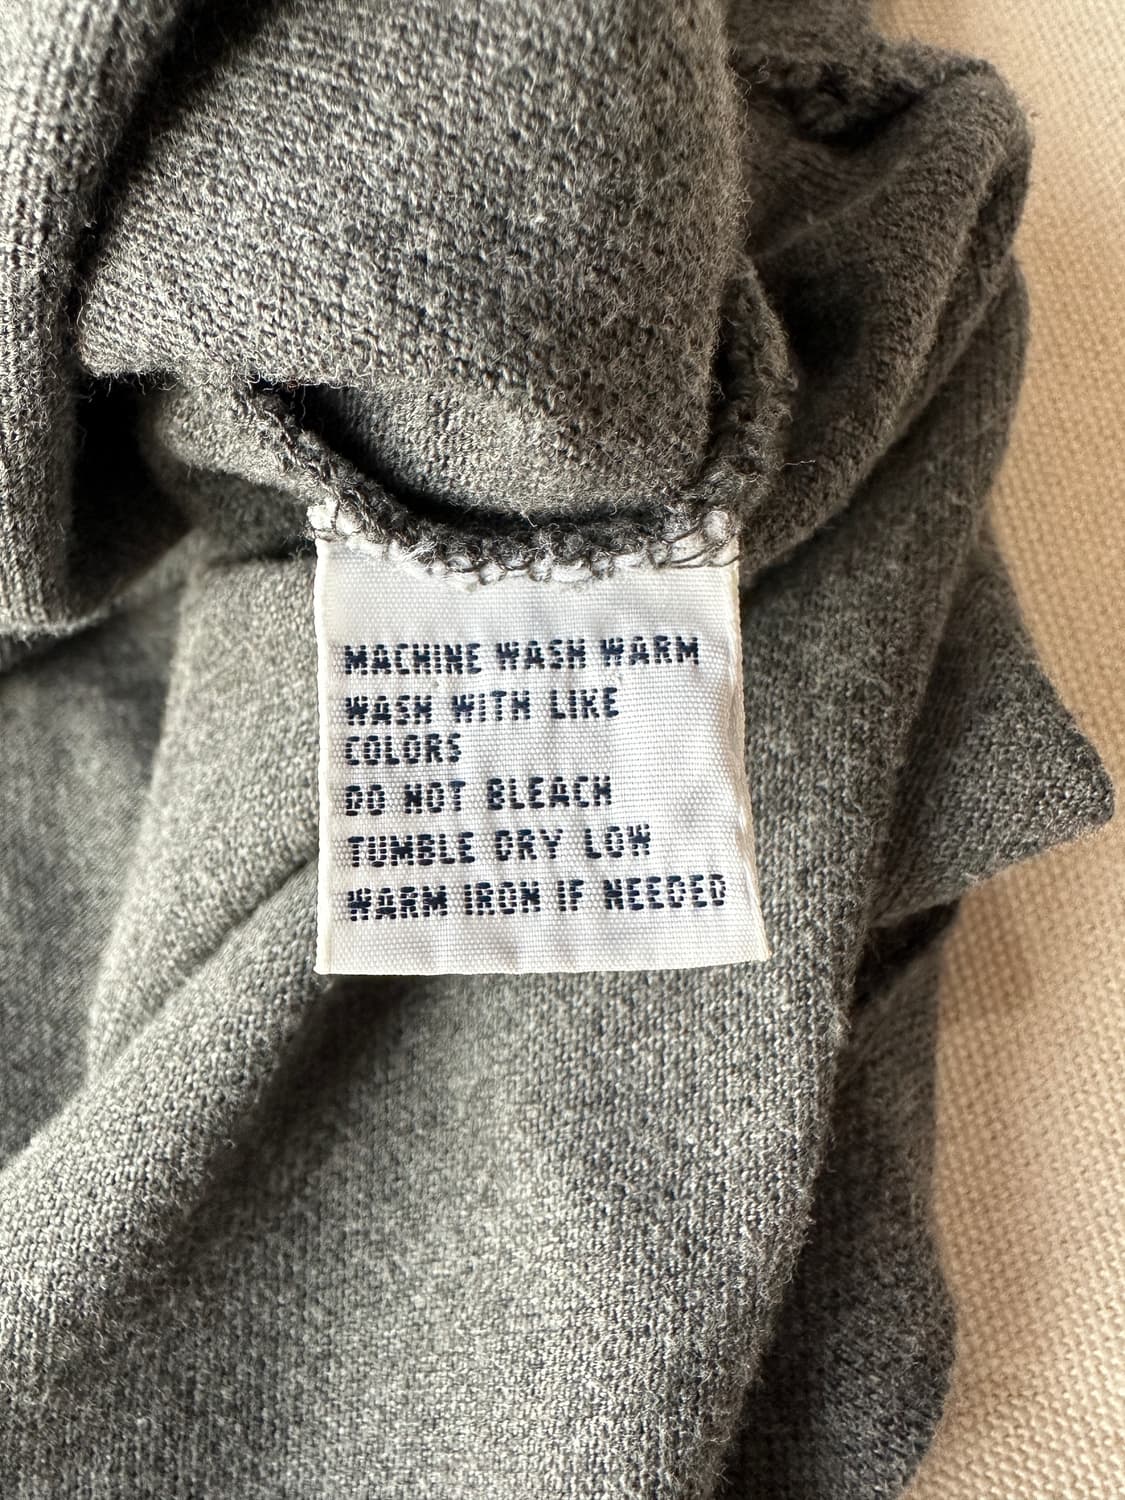 MACHINE WASH WARM
WASH WITH LIKE
COLORS
DO NOT BLEACH
TUMBLE DRY LOW
WARM IRON IF NEEDED